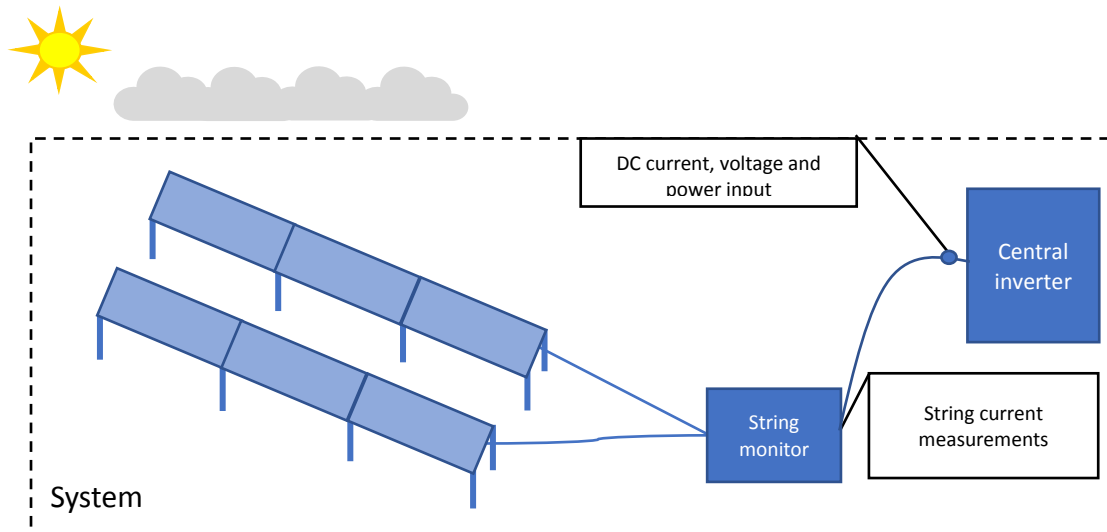 DC current, voltage and
power input
Central
inverter
String current
measurements
String
monitor
System